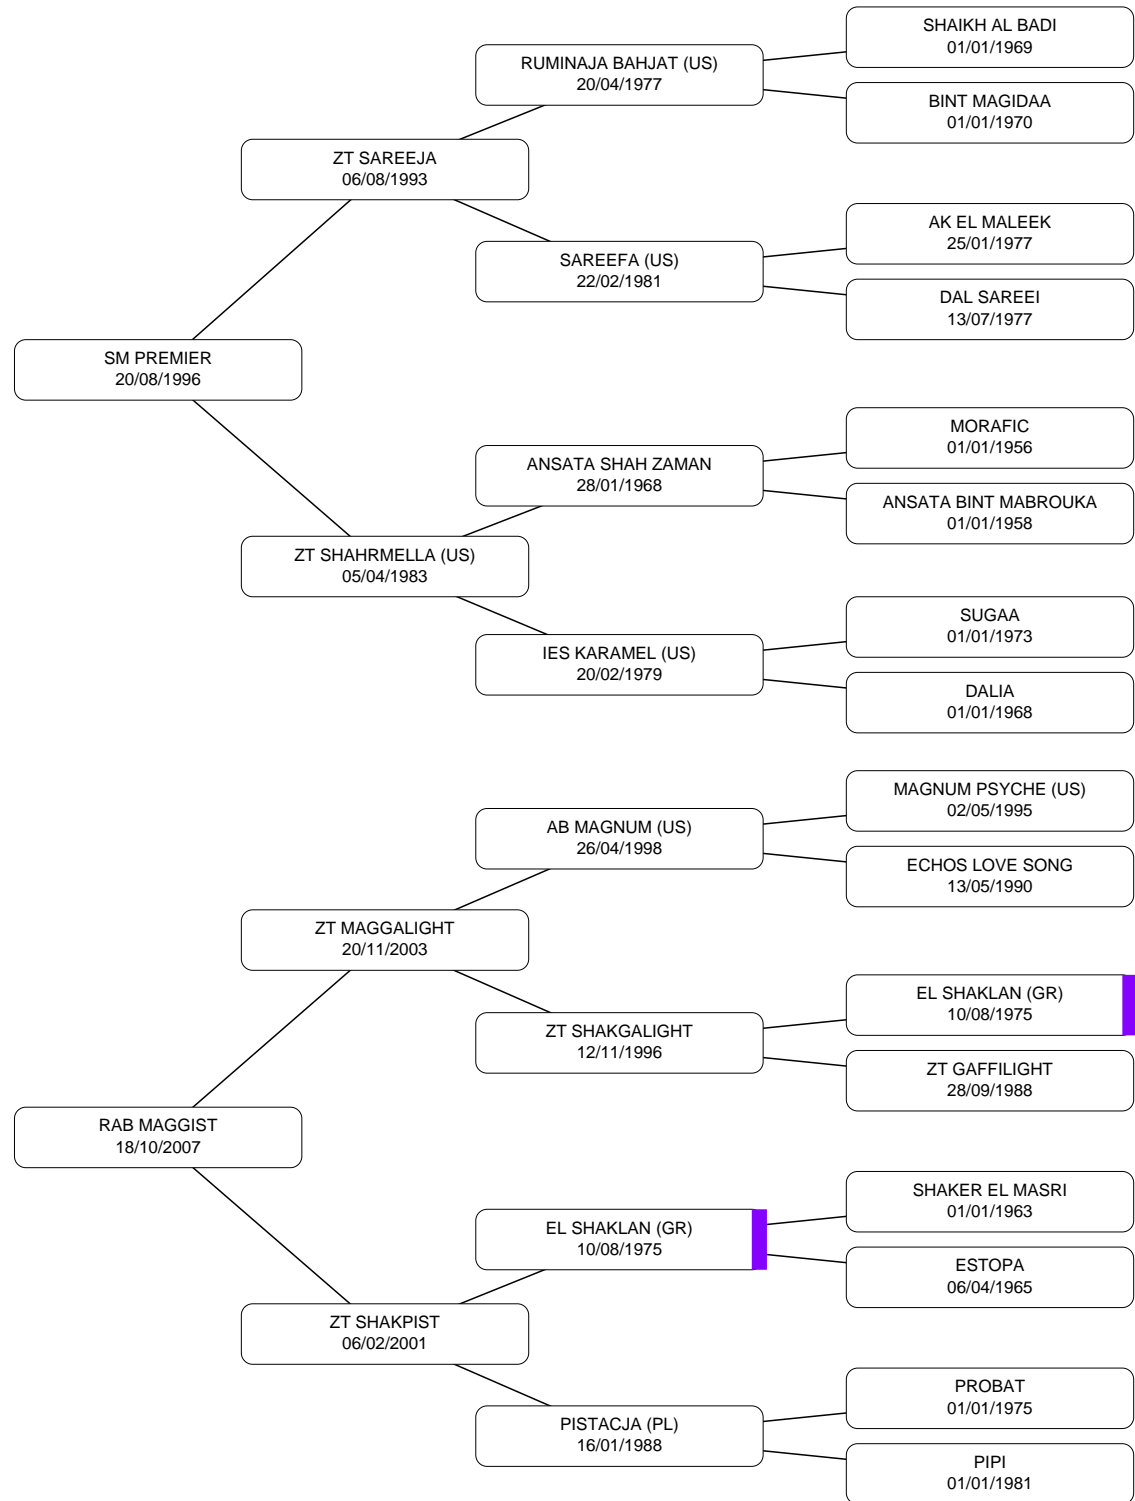 SHAIKH AL BADI
01/01/1969
RUMINAJA BAHJAT (US)
20/04/1977
BINT MAGIDAA
01/01/1970
ZT SAREEJA
06/08/1993
AK EL MALEEK
25/01/1977
SAREEFA (US)
22/02/1981
DAL SAREEI
13/07/1977
SM PREMIER
20/08/1996
MORAFIC
01/01/1956
ANSATA SHAH ZAMAN
28/01/1968
ANSATA BINT MABROUKA
01/01/1958
ZT SHAHRMELLA (US)
05/04/1983
SUGAA
01/01/1973
IES KARAMEL (US)
20/02/1979
DALIA
01/01/1968
MAGNUM PSYCHE (US)
02/05/1995
AB MAGNUM (US)
26/04/1998
ECHOS LOVE SONG
13/05/1990
ZT MAGGALIGHT
20/11/2003
EL SHAKLAN (GR)
10/08/1975
ZT SHAKGALIGHT
12/11/1996
ZT GAFFILIGHT
28/09/1988
RAB MAGGIST
18/10/2007
SHAKER EL MASRI
01/01/1963
EL SHAKLAN (GR)
10/08/1975
ESTOPA
06/04/1965
ZT SHAKPIST
06/02/2001
PROBAT
01/01/1975
PISTACJA (PL)
16/01/1988
PIPI
01/01/1981